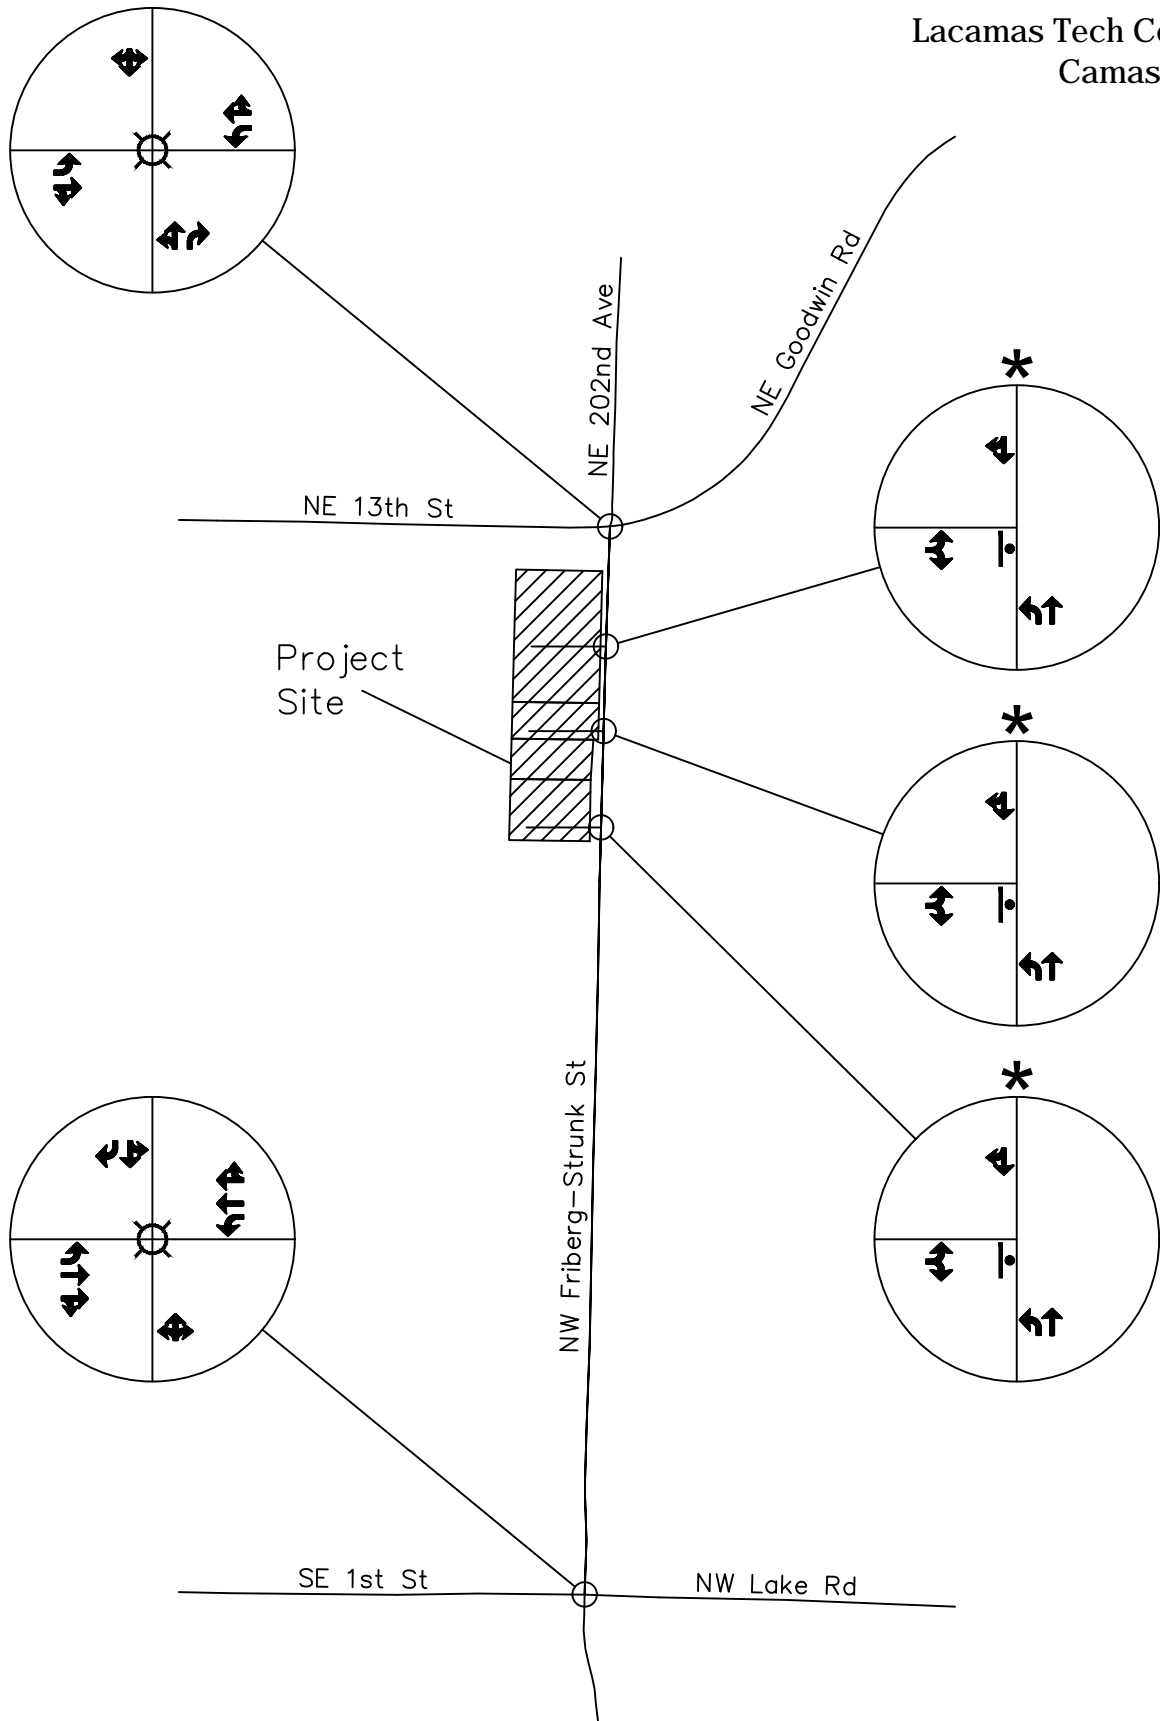 Lacamas Tech
Camas
NE 202nd Ave
NE Goodwin Rd
NE 13th St
*
Project
Site
*
*
NW Friberg-Strunk St
SE 1st St
NW Lake Rd